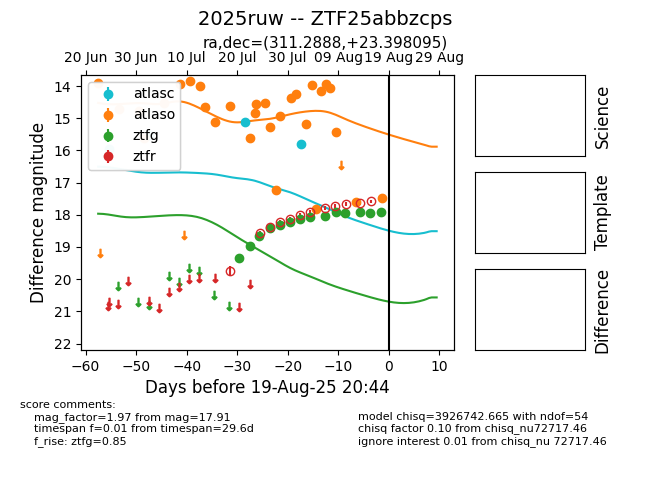 2025ruw -- ZTF25abbzcps
ra,dec=(311.2888,+23.398095)
20 Jun 30 Jun 10 Jul 20 Jul 30 Jul 09 Aug 19 Aug 29 Aug
atlasc
atlaso
ztfg
ztfr
14
15
16
17
18
19
20
21
22
Difference magnitude
−60 −50 −40 −30 −20 −10 0 10
Days before 19-Aug-25 20:44
Science
Template
Difference
score comments:
mag_factor=1.97 from mag=17.91
timespan f=0.01 from timespan=29.6d
f_rise: ztfg=0.85
model chisq=3926742.665 with ndof=54
chisq factor 0.10 from chisq_nu72717.46
ignore interest 0.01 from chisq_nu 72717.46